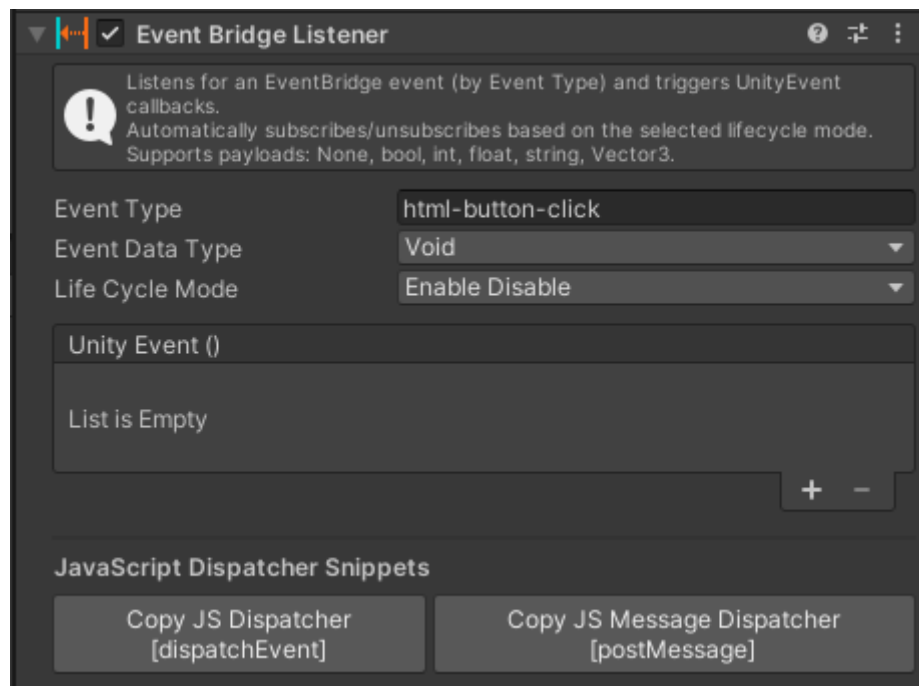 Event Bridge Listener
Listens for an EventBridge event (by Event Type) and triggers UnityEvent
callbacks.
Automatically subscribes/unsubscribes based on the selected lifecycle mode.
Supports payloads: None, bool, int, float, string, Vector3.
Event Type html-button-click
Event Data Type Void
Life Cycle Mode Enable Disable
Unity Event ()
List is Empty
+ −
JavaScript Dispatcher Snippets
Copy JS Dispatcher
[dispatchEvent]
Copy JS Message Dispatcher
[postMessage]